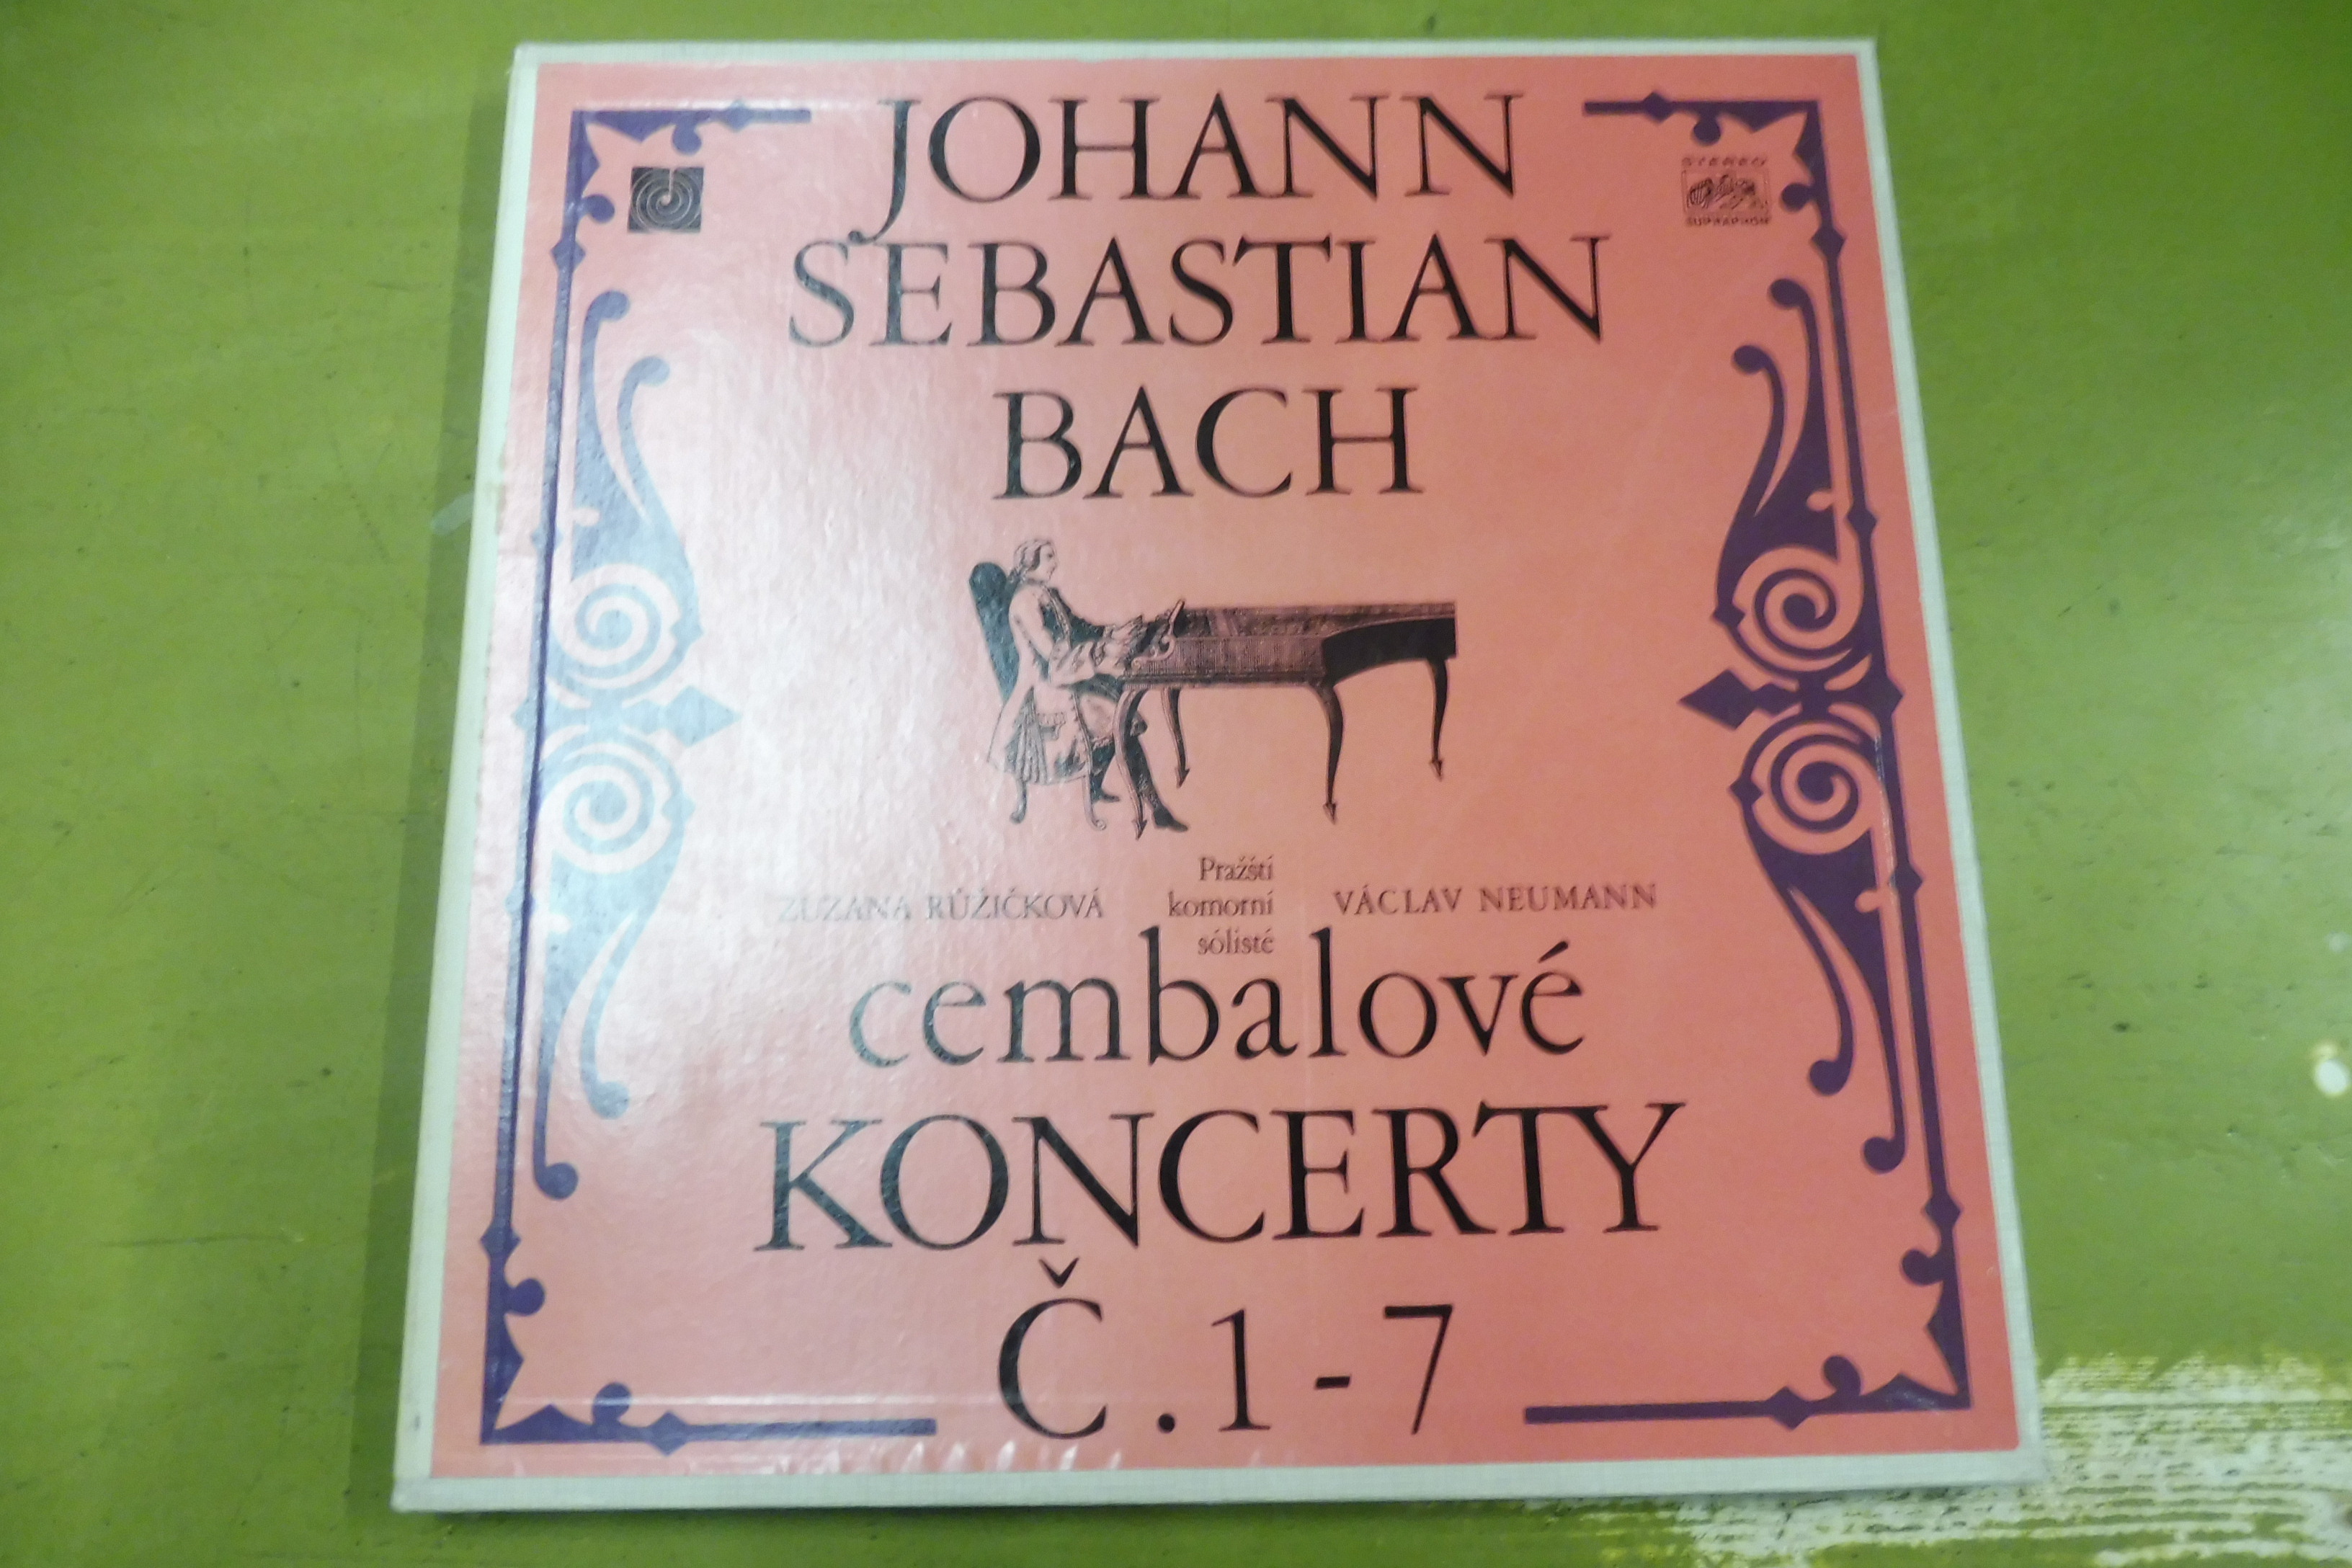 JOHANN
STEREO
SUPRAPHON
SEBASTIAN
BACH
ZUZANA RŮŽIČKOVÁ
Pražští
komorní
sólisté
VÁCLAV NEUMANN
cembalové
KONCERTY
Č. 1 - 7